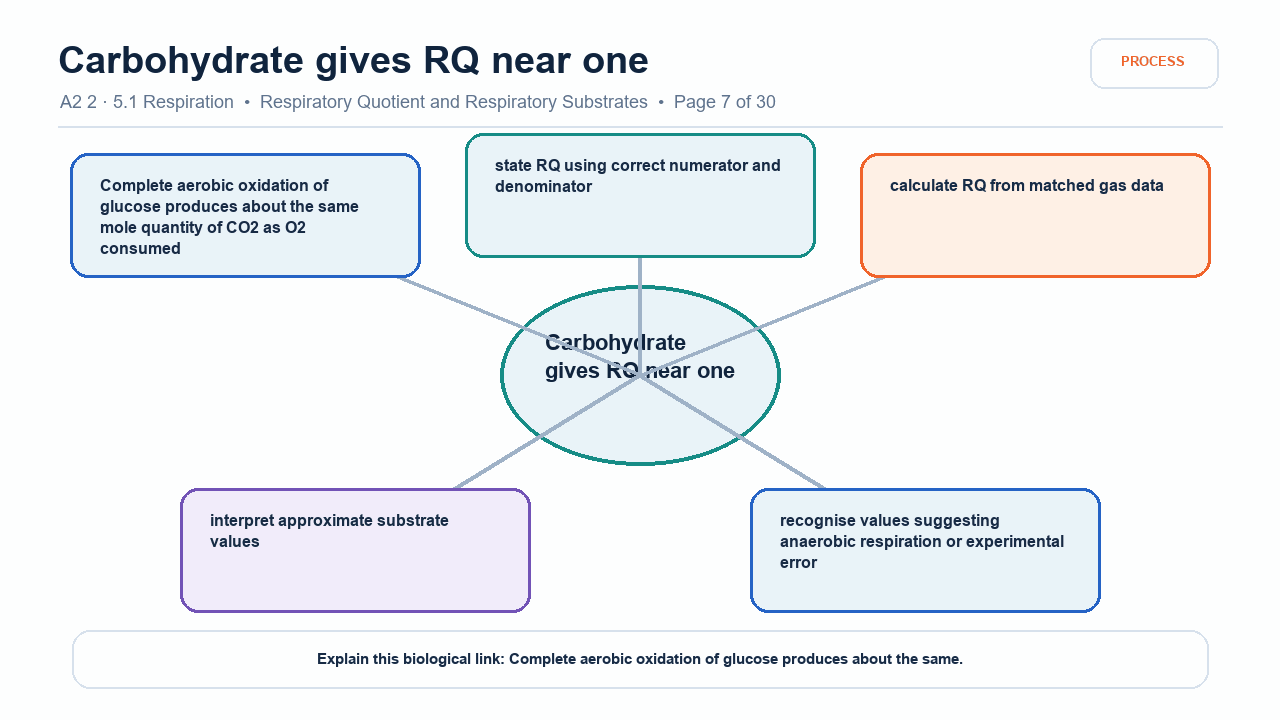 Carbohydrate gives RQ near one
PROCESS
A2 2 · 5.1 Respiration • Respiratory Quotient and Respiratory Substrates • Page 7 of 30
Complete aerobic oxidation of
glucose produces about the same
mole quantity of CO2 as O2
consumed
state RQ using correct numerator and
denominator
calculate RQ from matched gas data
Carbohydrate
gives RQ near one
interpret approximate substrate
values
recognise values suggesting
anaerobic respiration or experimental
error
Explain this biological link: Complete aerobic oxidation of glucose produces about the same.